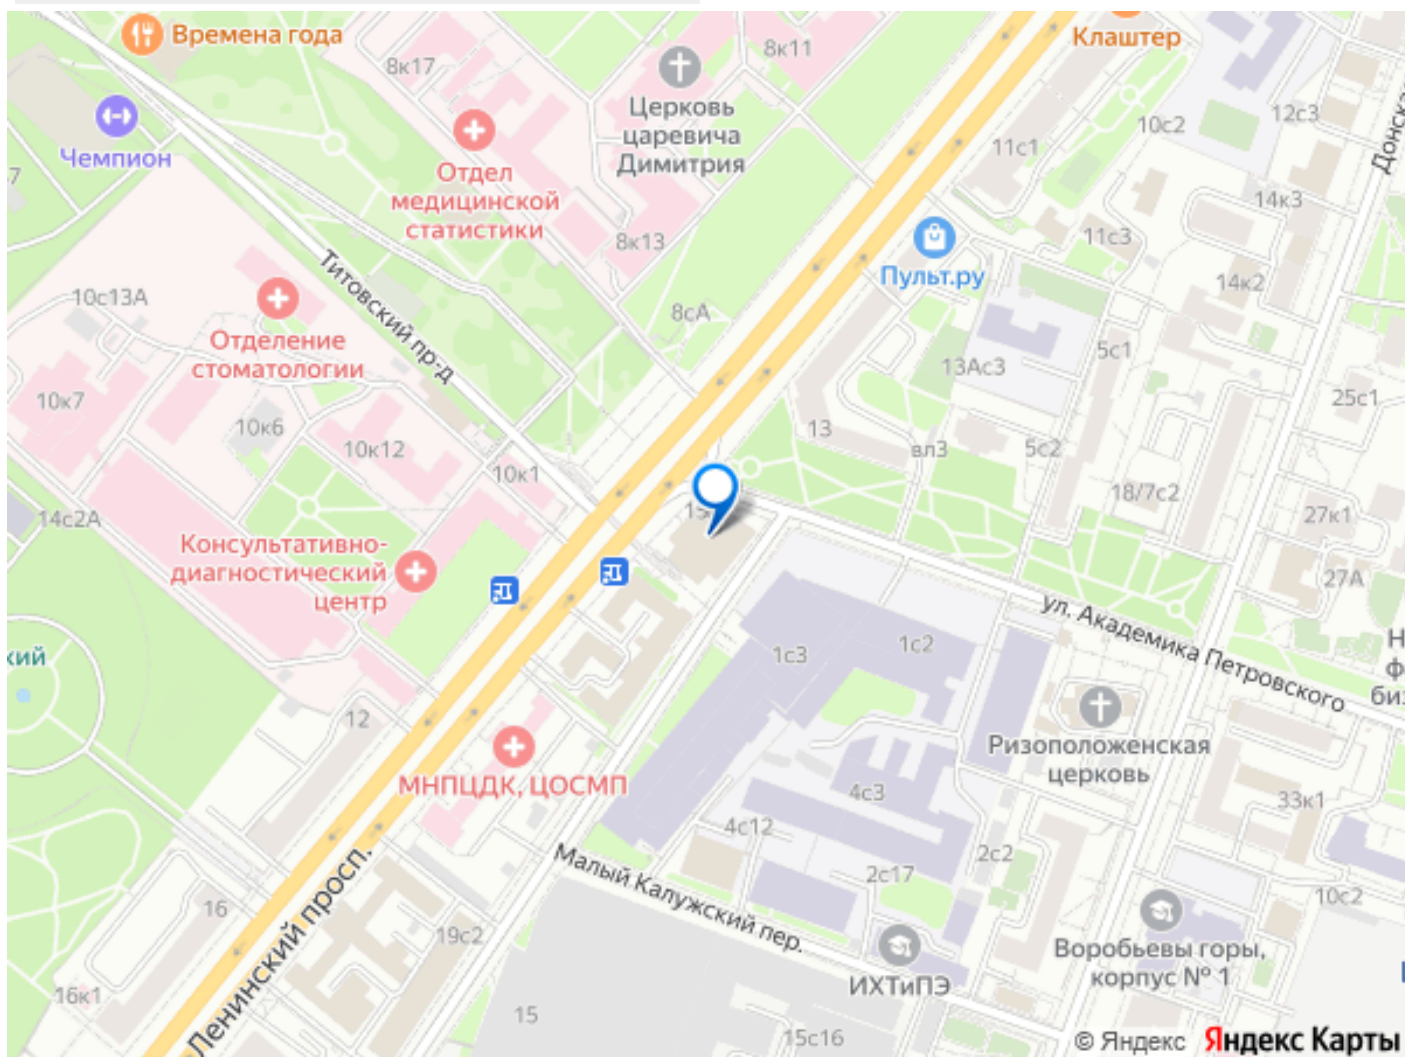 Времена года
8к17
8к11
Клаштер
Церковь
царевича
Димитрия
Чемпион
Отдел
медицинской
статистики
8к13
10с2
12с3
11с1
14к3
11с3
Пульт.ру
14к2
Титовский пр-д
10с13А
8сА
Отделение
стоматологии
13Ас3
5с1
10к7
25с1
10к6
10к12
13
вл3
5с2
10к1
18/7с2
14с2А
27к1
Консультативно-
диагностический
центр
27А
ул. Академика Петровского
1с3
1с2
кий
12
Ризоположенская
церковь
МНПЦДК, ЦОСМП
4с3
33к1
4с12
Малый Калужский пер.
2с2
2с17
10с2
16
Ленинский просп.
19с2
Воробьевы горы,
корпус № 1
ИХТиПЭ
16к1
15
15с16
© Яндекс Яндекс Карты